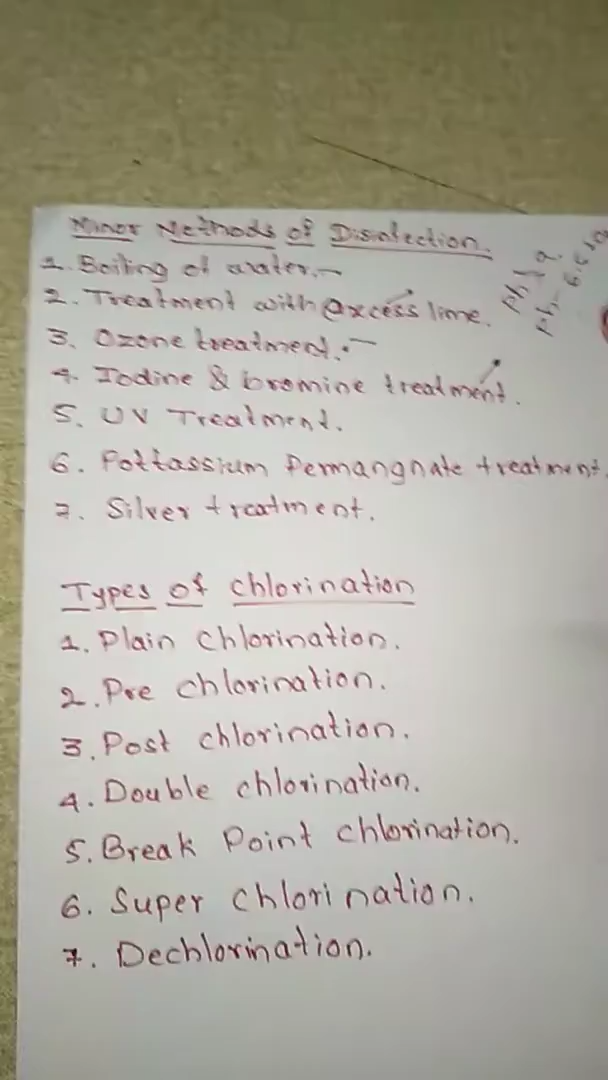 Minor Methods of Disinfection.
1. Boiling of water.
2. Treatment with excess lime.
3. Ozone treatment.
4. Iodine & bromine treatment.
5. UV Treatment.
6. Pottassium Permangnate treatment.
7. Silver treatment.
Types of chlorination
1. Plain chlorination.
2. Pre chlorination.
3. Post chlorination.
4. Double chlorination.
5. Break Point chlorination.
6. Super chlorination.
7. Dechlorination.